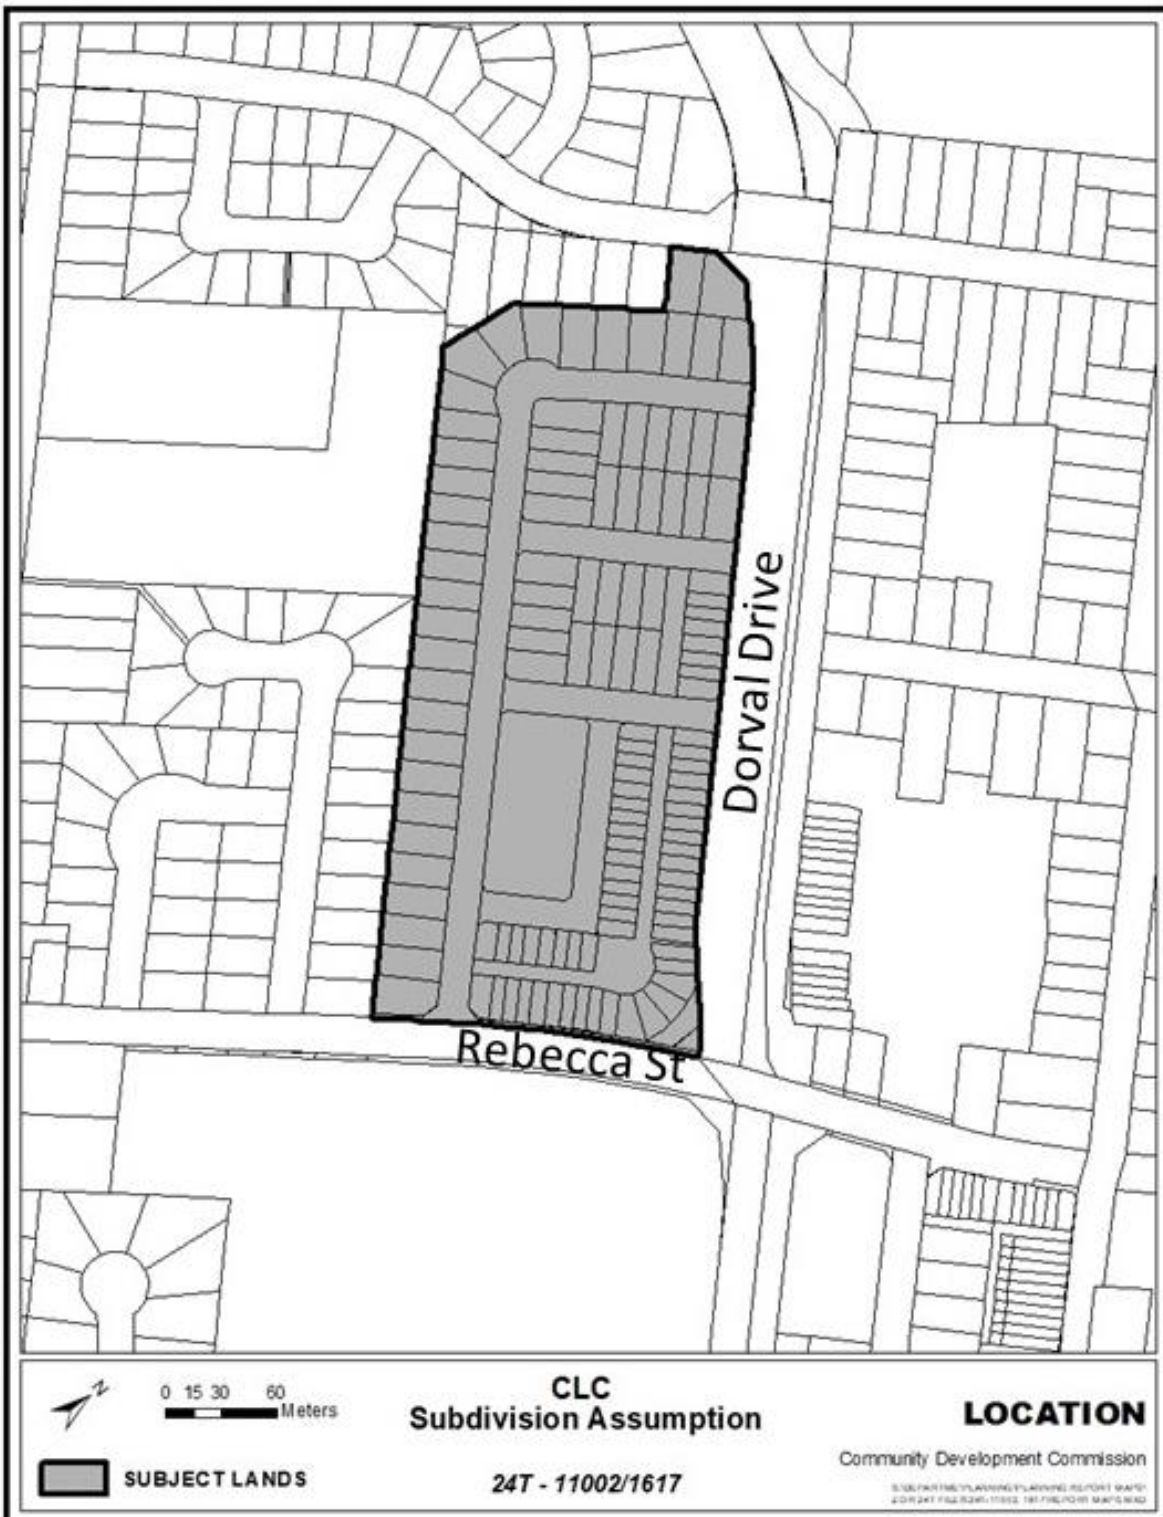 Dorval Drive
Rebecca St
N
0 15 30 60
Meters
SUBJECT LANDS
CLC
Subdivision Assumption
24T - 11002/1617
LOCATION
Community Development Commission